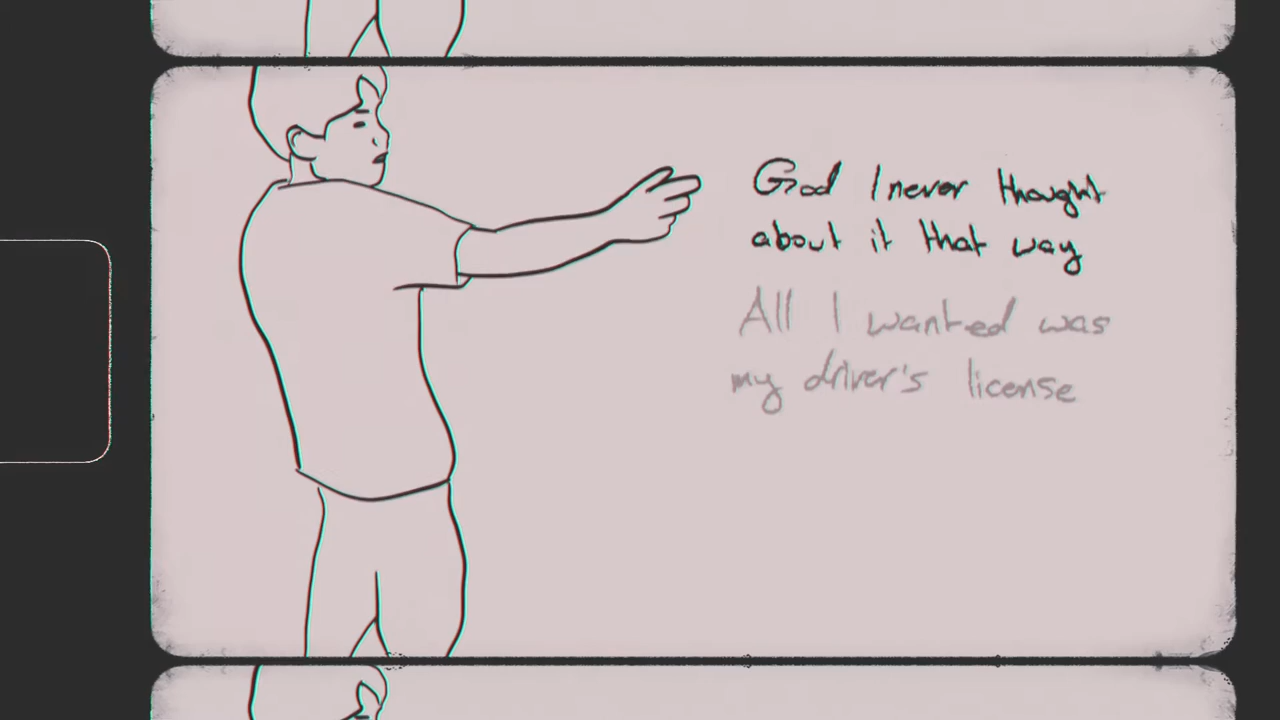 God I never thought
about it that way
All I wanted was
my driver's license